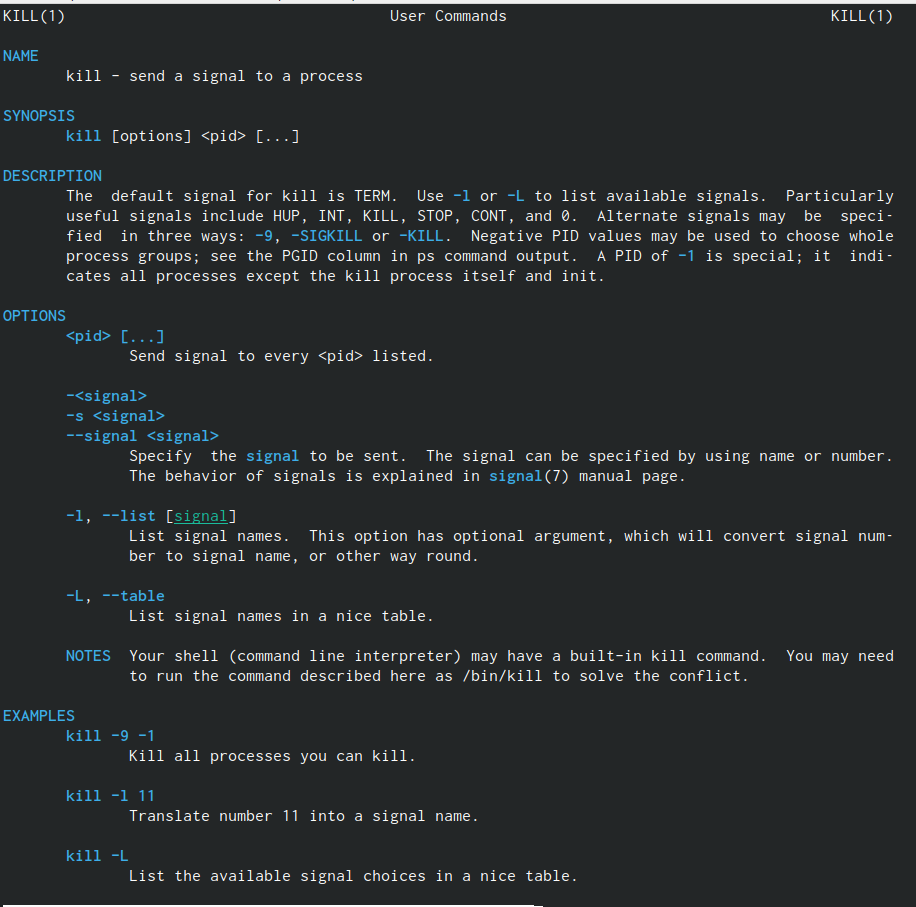 KILL(1) User Commands KILL(1)
NAME
kill - send a signal to a process
SYNOPSIS
kill [options] <pid> [...]
DESCRIPTION
The default signal for kill is TERM. Use -l or -L to list available signals. Particularly
useful signals include HUP, INT, KILL, STOP, CONT, and 0. Alternate signals may be speci-
fied in three ways: -9, -SIGKILL or -KILL. Negative PID values may be used to choose whole
process groups; see the PGID column in ps command output. A PID of -1 is special; it indi-
cates all processes except the kill process itself and init.
OPTIONS
<pid> [...]
Send signal to every <pid> listed.
-<signal>
-s <signal>
--signal <signal>
Specify the signal to be sent. The signal can be specified by using name or number.
The behavior of signals is explained in signal(7) manual page.
-l, --list [signal]
List signal names. This option has optional argument, which will convert signal num-
ber to signal name, or other way round.
-L, --table
List signal names in a nice table.
NOTES Your shell (command line interpreter) may have a built-in kill command. You may need
to run the command described here as /bin/kill to solve the conflict.
EXAMPLES
kill -9 -1
Kill all processes you can kill.
kill -l 11
Translate number 11 into a signal name.
kill -L
List the available signal choices in a nice table.